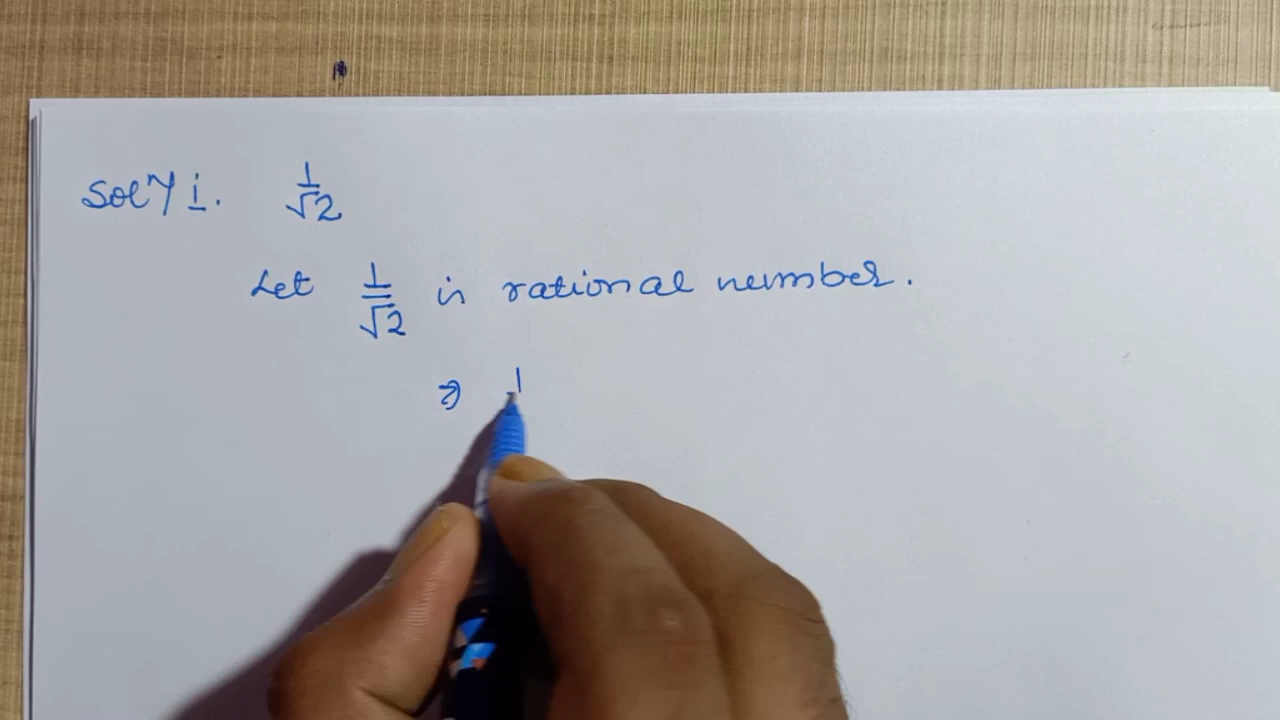 Sol^n/ i. 1/√2
Let 1/√2 is rational number.
⇒ 1